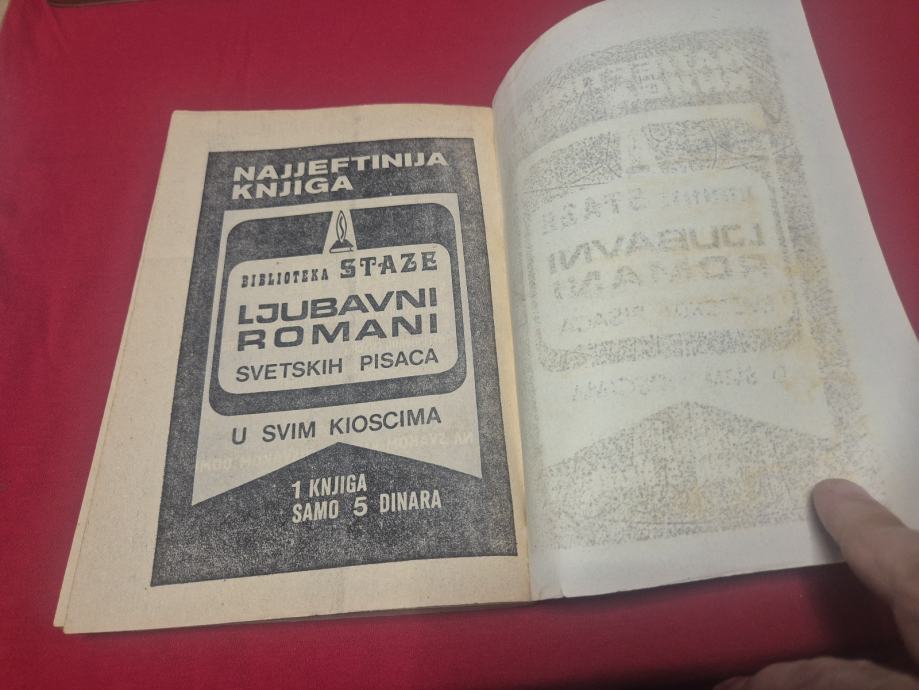 NAJJEFTINIJA
KNJIGA
BIBLIOTEKA STAZE
LJUBAVNI
ROMANI
SVETSKIH PISACA
U SVIM KIOSCIMA
1 KNJIGA
SAMO 5 DINARA